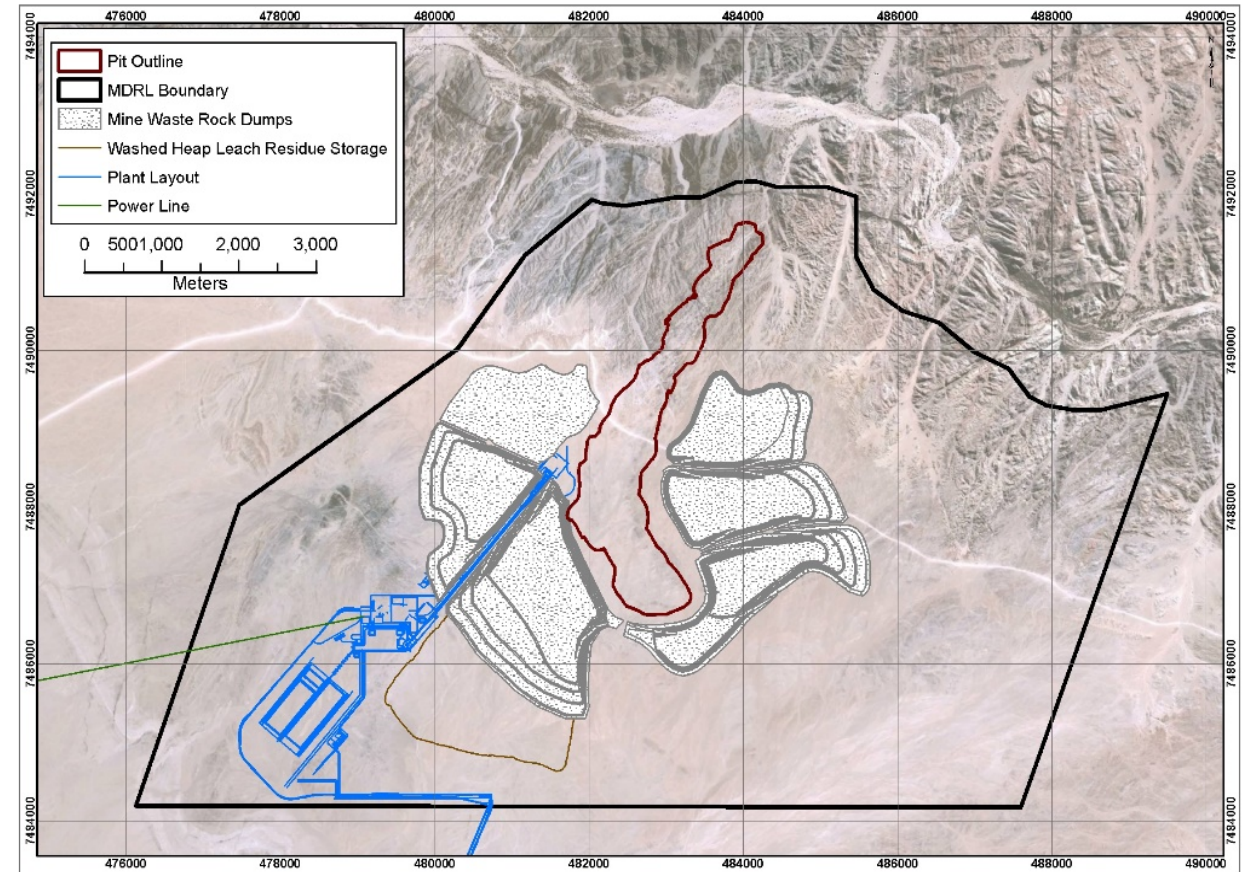 476000 478000 480000 482000 484000 486000 488000 490000
7494000 7494000
Pit Outline
MDRL Boundary
Mine Waste Rock Dumps
Washed Heap Leach Residue Storage
Plant Layout
Power Line
0 5001,000 2,000 3,000
Meters
7492000 7492000
7490000 7490000
7488000 7488000
7486000 7486000
7484000 7484000
476000 478000 480000 482000 484000 486000 488000 490000